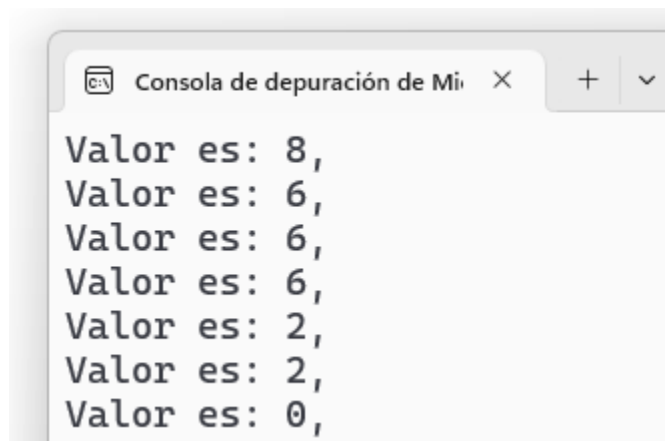 Consola de depuración de Mi
Valor es: 8,
Valor es: 6,
Valor es: 6,
Valor es: 6,
Valor es: 2,
Valor es: 2,
Valor es: 0,